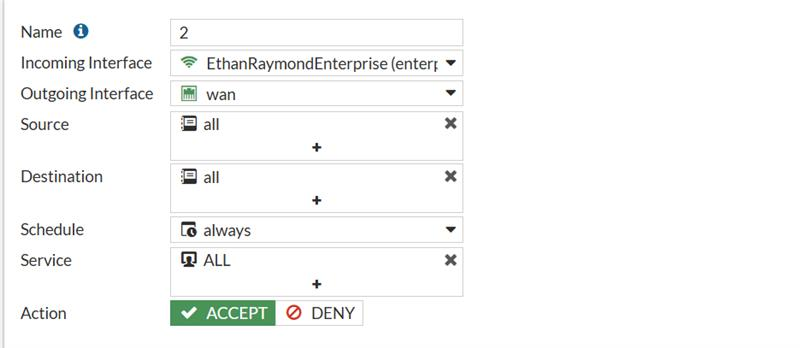 Name
2
Incoming Interface
EthanRaymondEnterprise (enterp
Outgoing Interface
wan
Source
all
+
Destination
all
+
Schedule
always
Service
ALL
+
Action
ACCEPT
DENY